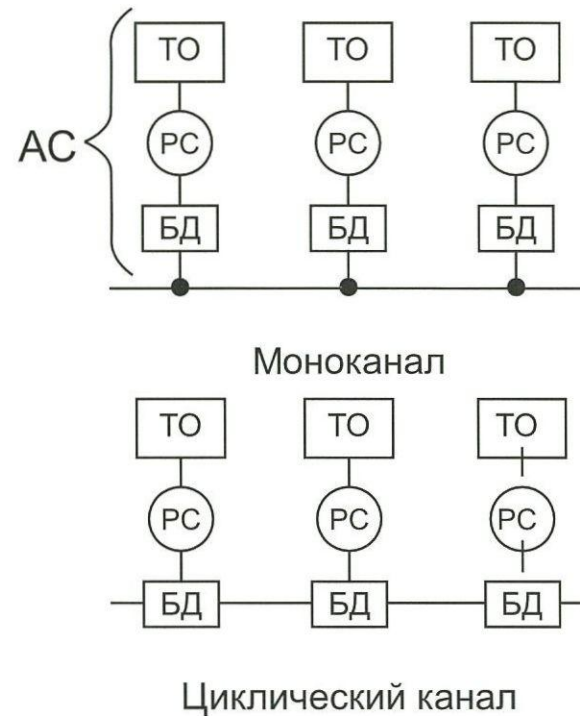 ТО ТО ТО
АС
РС РС РС
БД БД БД
Моноканал
ТО ТО ТО
РС РС РС
БД БД БД
Циклический канал